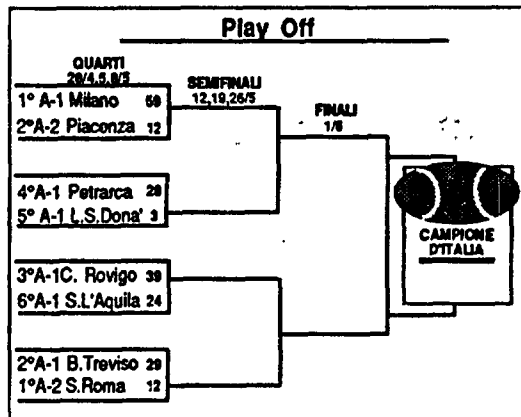 Play Off
QUARTI
29/4,5,8/5
SEMIFINALI
12,19,26/5
FINALI
1/6
1° A-1 Milano 59
2°A-2 Piacenza 12
4°A-1 Petrarca 28
5° A-1 L.S.Dona' 3
3°A-1C. Rovigo 39
6°A-1 S.L'Aquila 24
2°A-1 B.Treviso 29
1°A-2 S.Roma 12
CAMPIONE
D'ITALIA